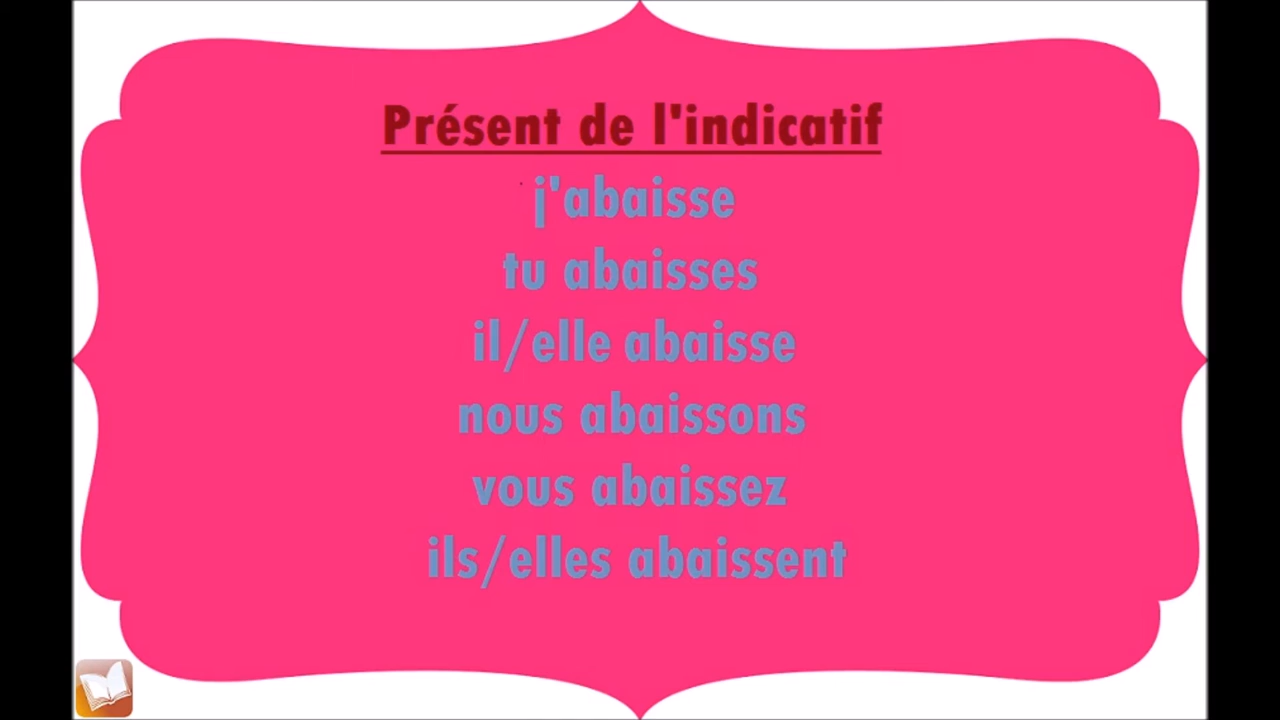 Présent de l'indicatif
j'abaisse
tu abaisses
il/elle abaisse
nous abaissons
vous abaissez
ils/elles abaissent